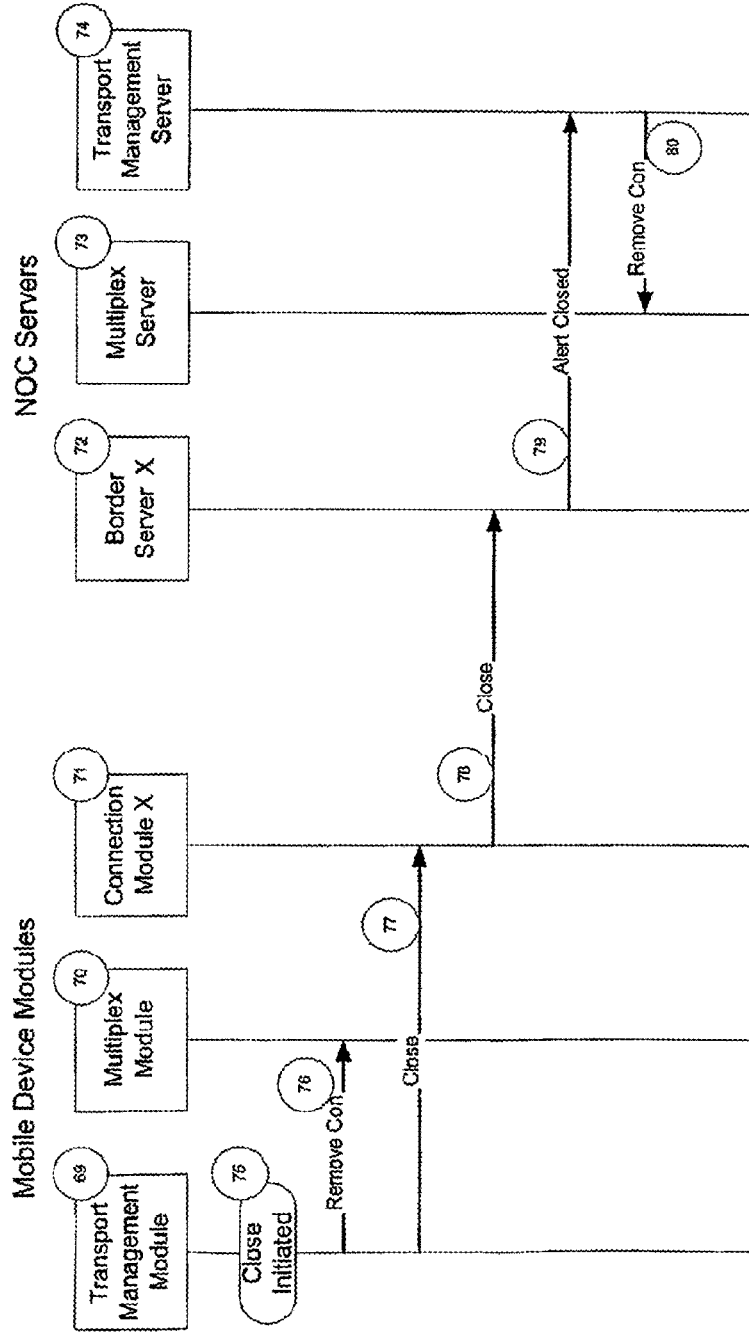 Mobile Device Modules
NOC Servers
69
Transport
Management
Module
70
Multiplex
Module
71
Connection
Module X
72
Border
Server X
73
Multiplex
Server
74
Transport
Management
Server
75
Close
Initiated
76
Remove Con
77
Close
78
Close
79
Alert Closed
80
Remove Con